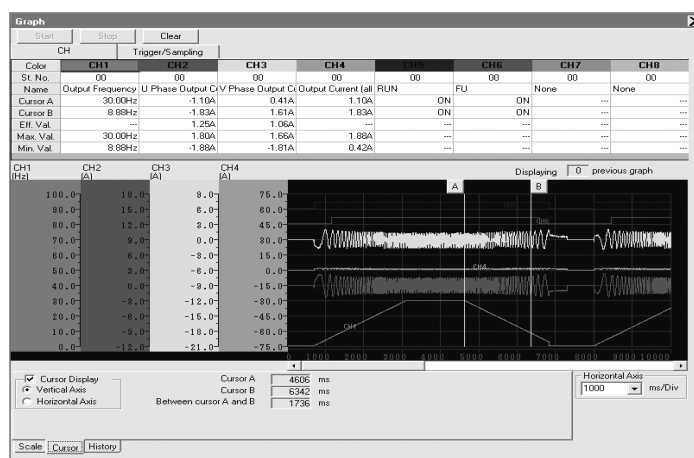 Graph
Start Stop Clear
CH Trigger/Sampling
Color CH1 CH2 CH3 CH4 CH5 CH6 CH7 CH8
St. No. 00 00 00 00 00 00 00 00
Name Output Frequency U Phase Output C V Phase Output C Output Current (all RUN FU None None
Cursor A 30.00Hz -1.10A 0.41A 1.10A ON ON --- ---
Cursor B 8.88Hz -1.83A 1.61A 1.83A ON ON --- ---
Eff. Val. --- 1.25A 1.06A --- --- --- --- ---
Max. Val. 30.00Hz 1.80A 1.66A 1.88A --- --- --- ---
Min. Val. 8.88Hz -1.88A -1.81A 0.42A --- --- --- ---
CH1 CH2 CH3 CH4 Displaying 0 previous graph
[Hz] [A] [A] [A]
A B
100.0 18.0 9.0 75.0
90.0 15.0 6.0 60.0
80.0 12.0 3.0 45.0
70.0 9.0 0.0 30.0
60.0 6.0 -3.0 15.0
50.0 3.0 -6.0 0.0
CH4
40.0 0.0 -9.0 -15.0
30.0 -3.0 -12.0 -30.0
20.0 -6.0 -15.0 -45.0
CH1
10.0 -9.0 -18.0 -60.0
0.0 -12.0 -21.0 -75.0
0 1000 2000 3000 4000 5000 6000 7000 8000 9000 10000
Cursor Display Cursor A 4606 ms Horizontal Axis
Vertical Axis Cursor B 6342 ms 1000 ms/Div
Horizontal Axis Between cursor A and B 1736 ms
Scale Cursor History